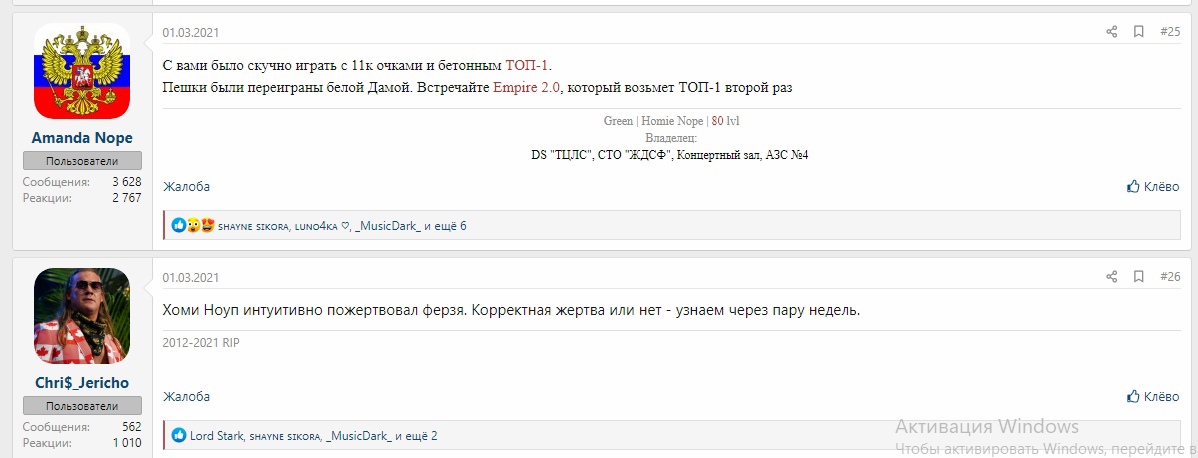 01.03.2021
#25
С вами было скучно играть с 11к очками и бетонным ТОП-1.
Пешки были переиграны белой Дамой. Встречайте Empire 2.0, который возьмет ТОП-1 второй раз
Green | Homie Nope | 80 lvl
Владелец:
DS "ТЦЛС", СТО "ЖДСФ", Концертный зал, АЗС №4
Amanda Nope
Пользователи
Сообщения: 3 628
Реакции: 2 767
Жалоба
Клёво
sʜᴀʏɴᴇ sɪᴋᴏʀᴀ, ʟᴜɴᴏ4ᴋᴀ ♡, _MusicDark_ и ещё 6
01.03.2021
#26
Хоми Ноуп интуитивно пожертвовал ферзя. Корректная жертва или нет - узнаем через пару недель.
2012-2021 RIP
Chri$_Jericho
Пользователи
Сообщения: 562
Реакции: 1 010
Жалоба
Клёво
Lord Stark, sʜᴀʏɴᴇ sɪᴋᴏʀᴀ, _MusicDark_ и ещё 2
Активация Windows
Чтобы активировать Windows, перейдите в